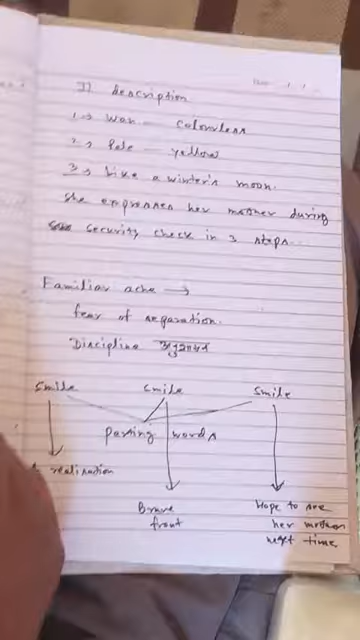 II description
1 → Wan — colourless
2 → Pale — yellow
3 → Like a winter's moon.
she expresses her mother during
security check in 3 steps...
Familiar ache →
fear of separation.
Discipline
smile smile smile
parting words
realisation
Brave
front
Hope to see
her mother
next time